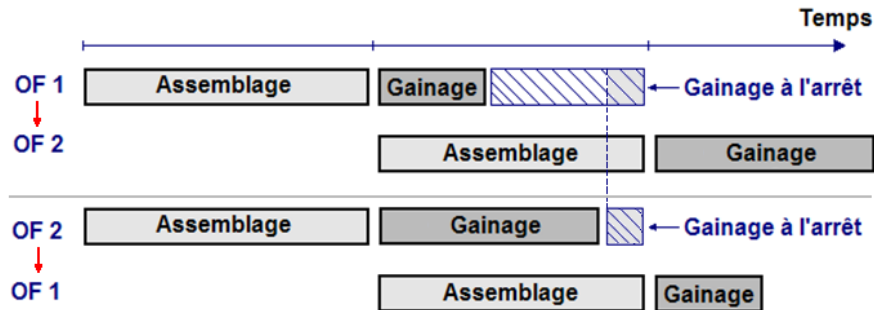 Temps
OF 1 Assemblage Gainage Gainage à l'arrêt
OF 2 Assemblage Gainage
OF 2 Assemblage Gainage Gainage à l'arrêt
OF 1 Assemblage Gainage